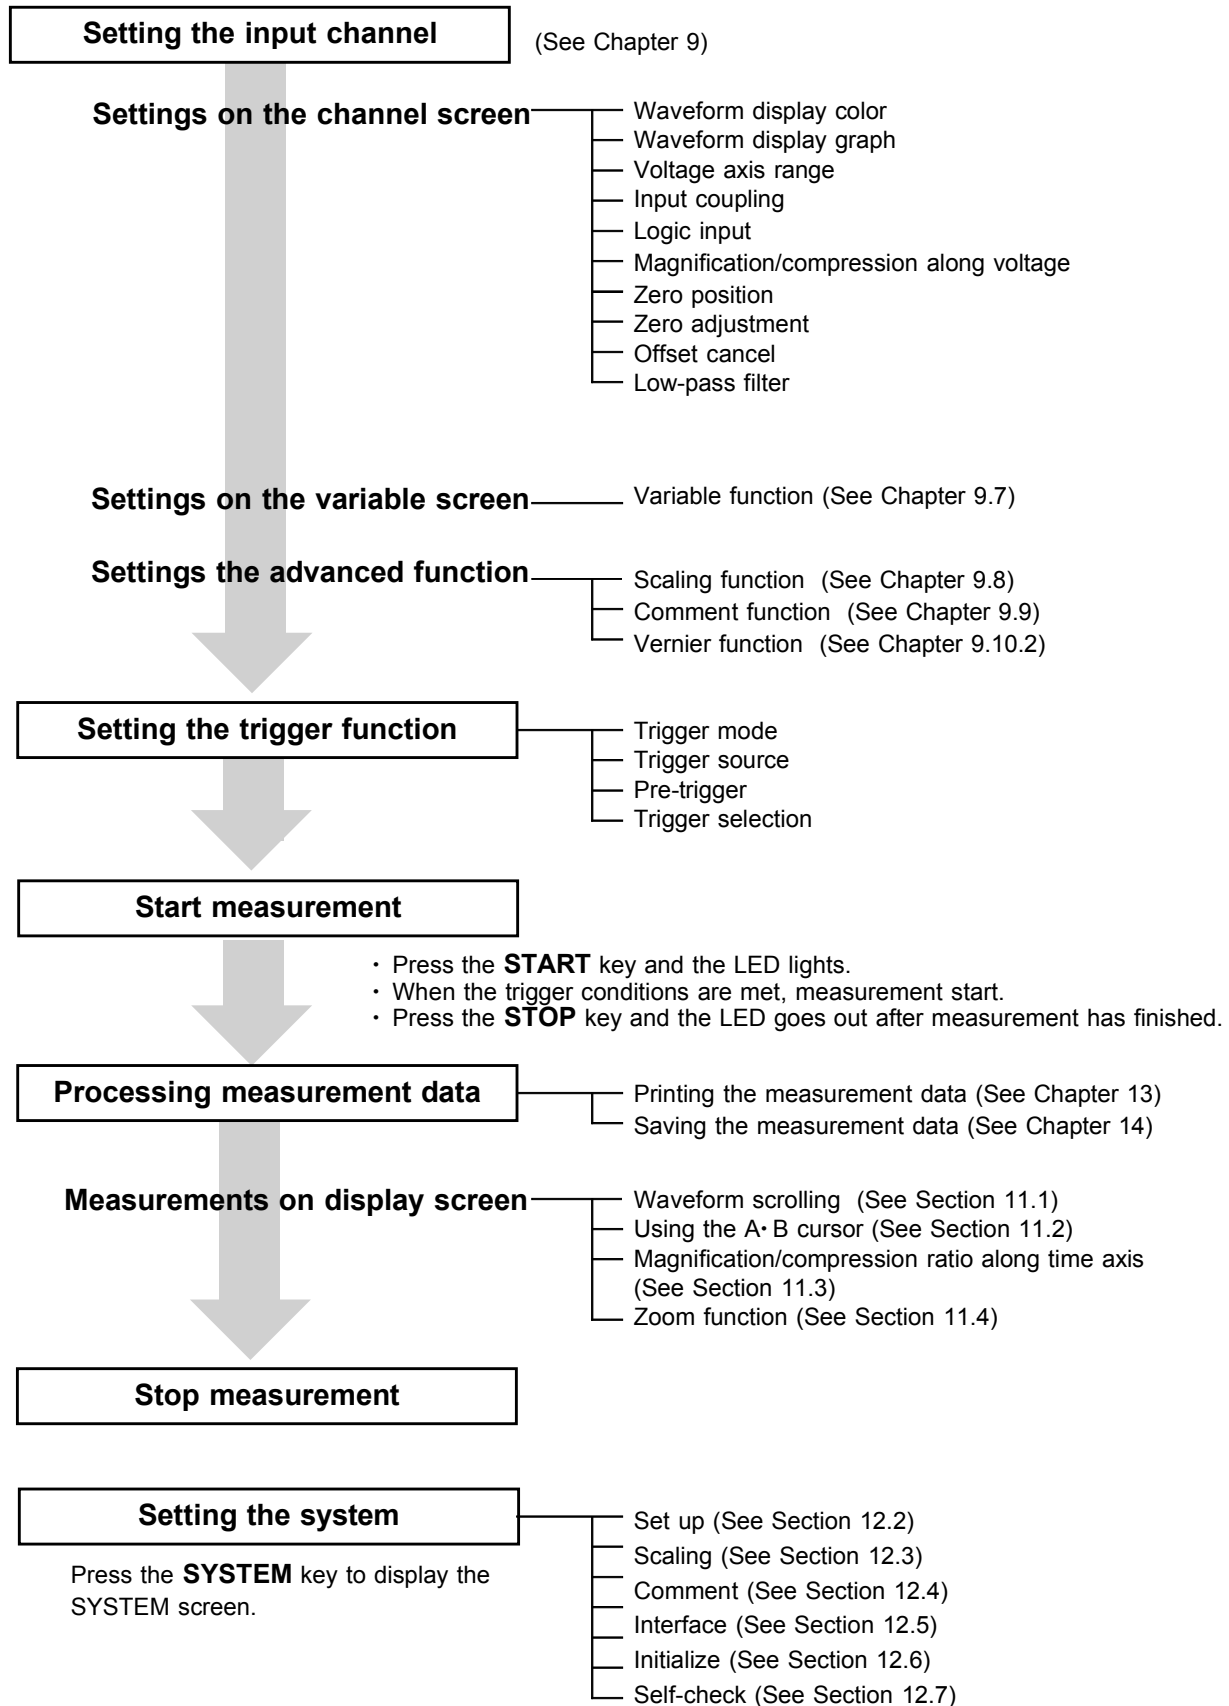 Setting the input channel
(See Chapter 9)
Settings on the channel screen
Waveform display color
Waveform display graph
Voltage axis range
Input coupling
Logic input
Magnification/compression along voltage
Zero position
Zero adjustment
Offset cancel
Low-pass filter
Settings on the variable screen
Variable function (See Chapter 9.7)
Settings the advanced function
Scaling function (See Chapter 9.8)
Comment function (See Chapter 9.9)
Vernier function (See Chapter 9.10.2)
Setting the trigger function
Trigger mode
Trigger source
Pre-trigger
Trigger selection
Start measurement
・ Press the START key and the LED lights.
・ When the trigger conditions are met, measurement start.
・ Press the STOP key and the LED goes out after measurement has finished.
Processing measurement data
Printing the measurement data (See Chapter 13)
Saving the measurement data (See Chapter 14)
Measurements on display screen
Waveform scrolling (See Section 11.1)
Using the A・B cursor (See Section 11.2)
Magnification/compression ratio along time axis
(See Section 11.3)
Zoom function (See Section 11.4)
Stop measurement
Setting the system
Press the SYSTEM key to display the
SYSTEM screen.
Set up (See Section 12.2)
Scaling (See Section 12.3)
Comment (See Section 12.4)
Interface (See Section 12.5)
Initialize (See Section 12.6)
Self-check (See Section 12.7)